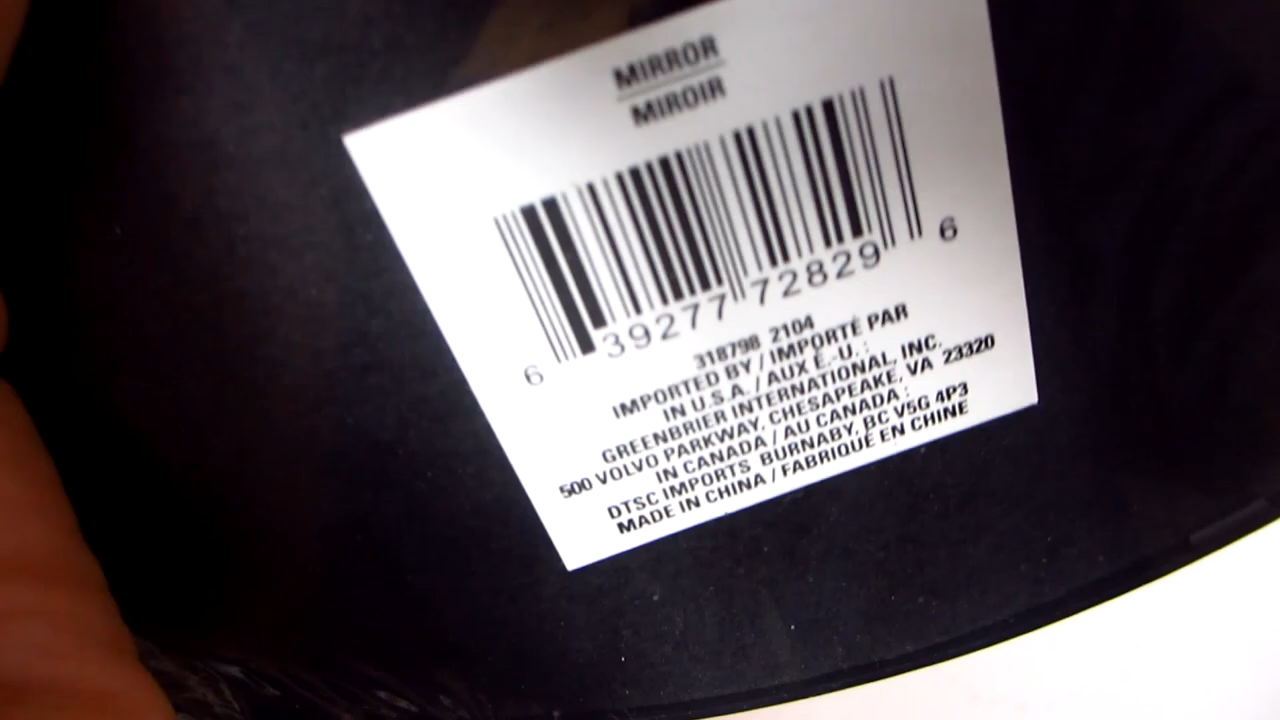 MIRROR
MIROIR
6 39277 72829 6
318798 2104
IMPORTED BY / IMPORTÉ PAR
IN U.S.A. / AUX É.-U. :
GREENBRIER INTERNATIONAL, INC.
500 VOLVO PARKWAY, CHESAPEAKE, VA 23320
IN CANADA / AU CANADA :
DTSC IMPORTS BURNABY, BC V5G 4P3
MADE IN CHINA / FABRIQUÉ EN CHINE